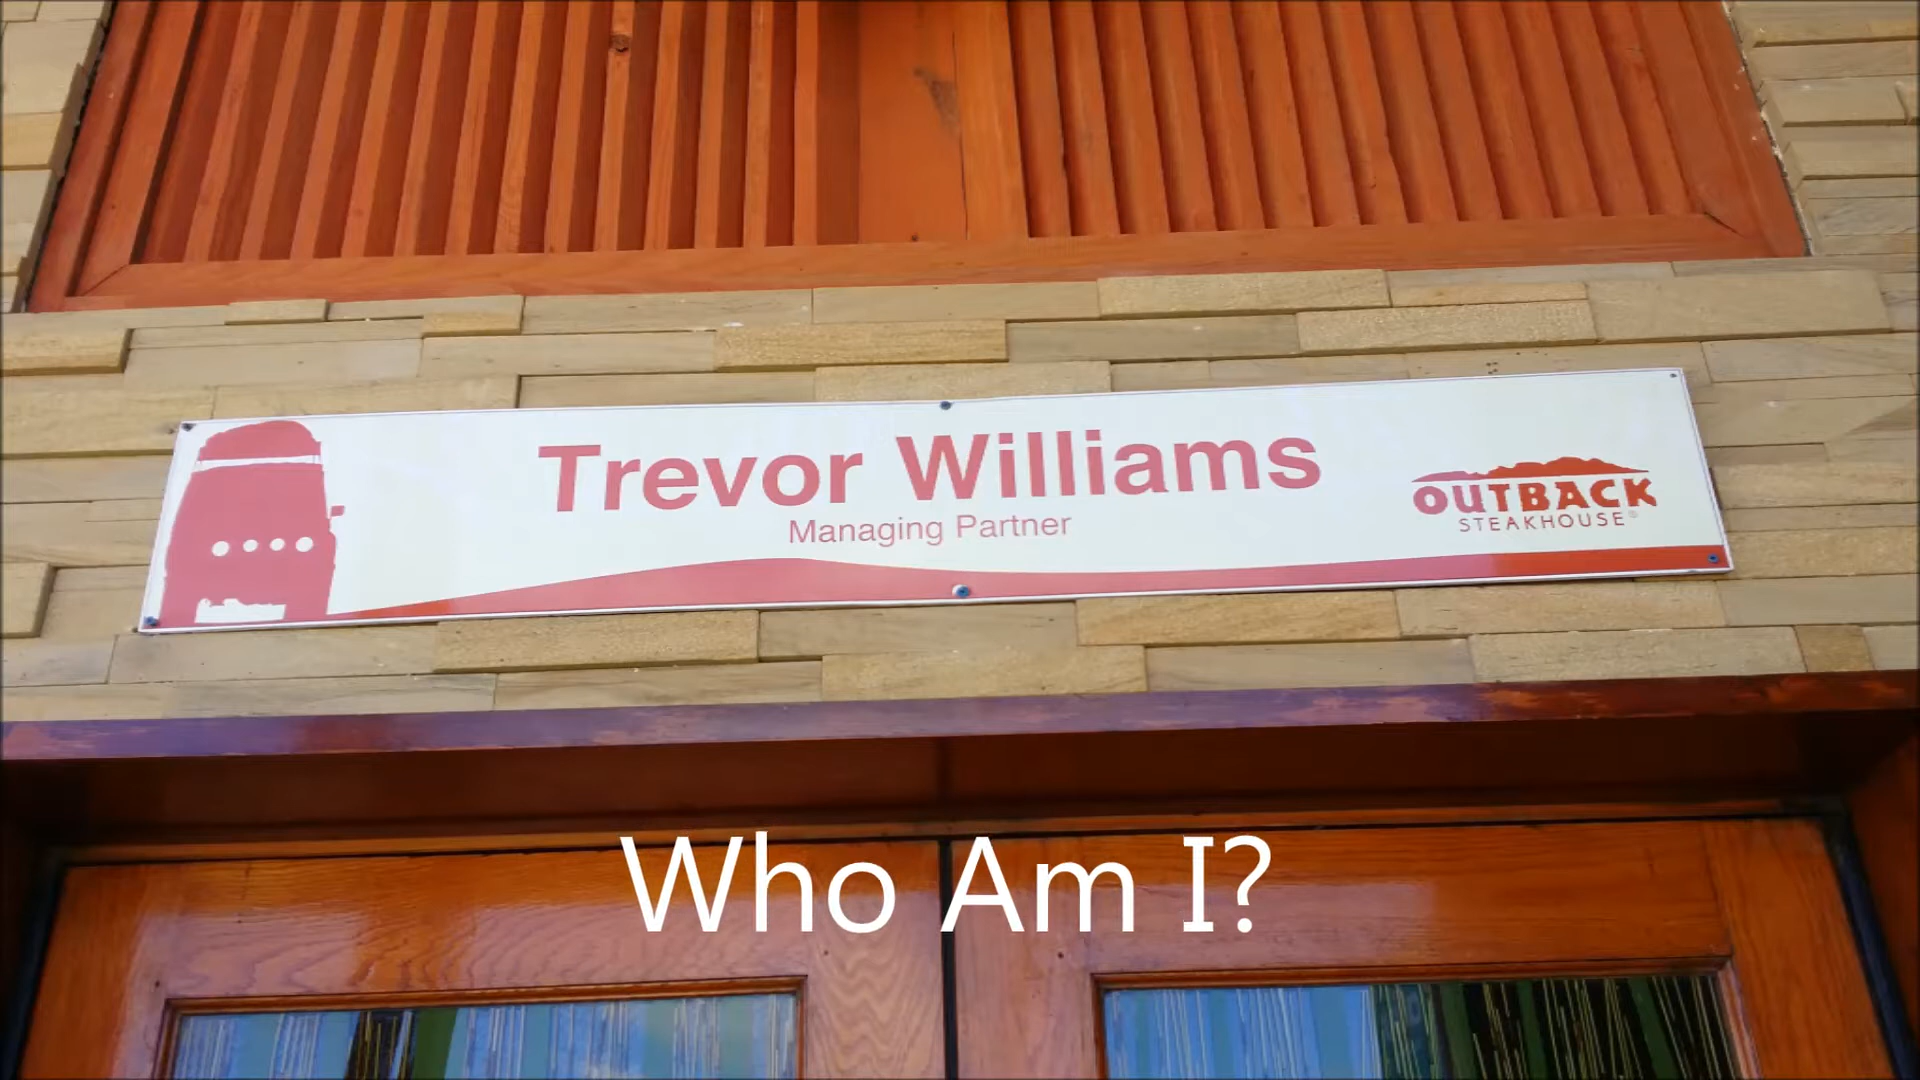 Trevor Williams
Managing Partner
OUTBACK
STEAKHOUSE®
Who Am I?